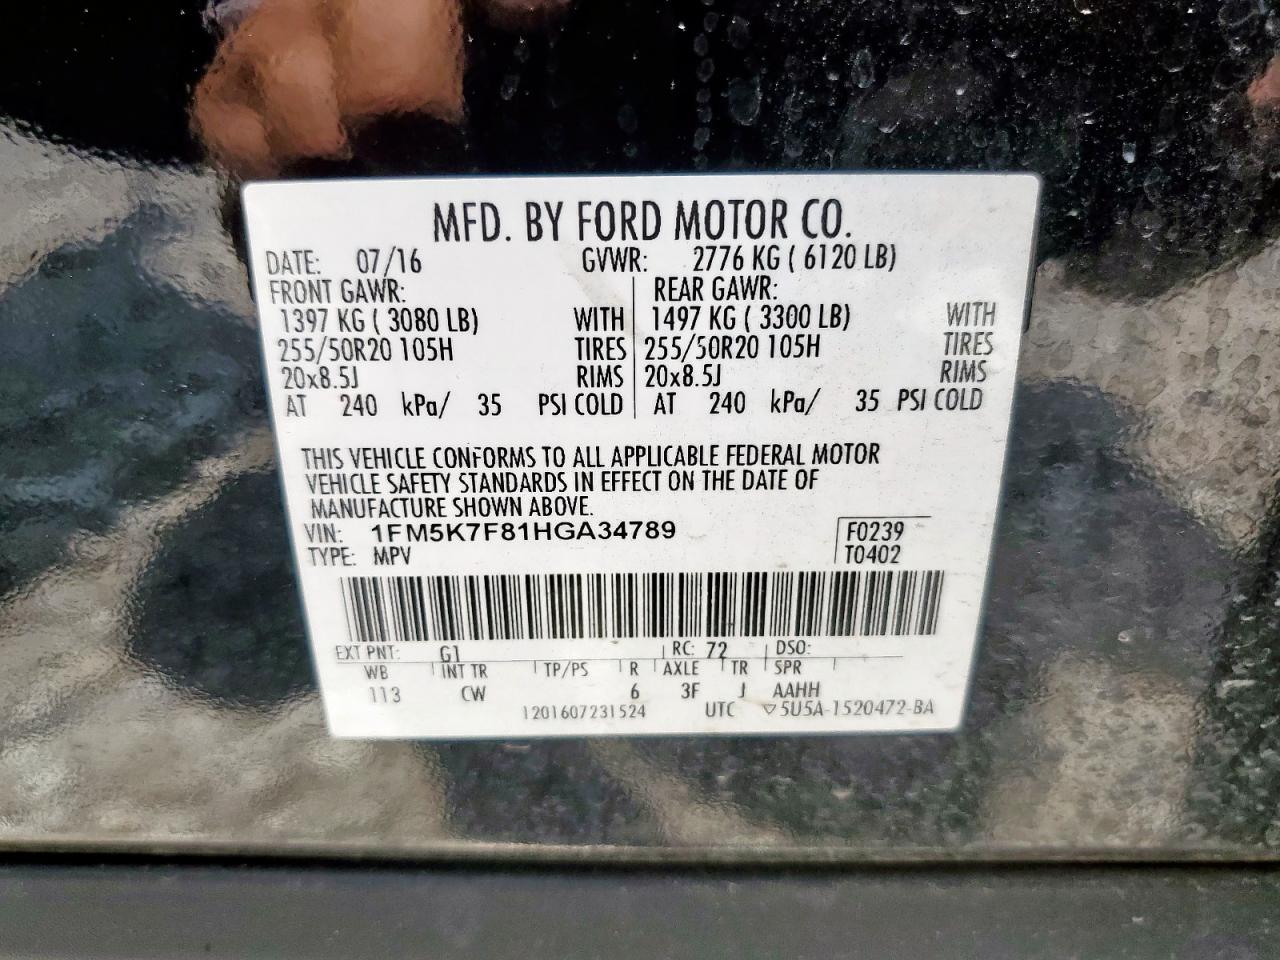 MFD. BY FORD MOTOR CO.
DATE: 07/16 GVWR: 2776 KG ( 6120 LB)
FRONT GAWR: REAR GAWR:
1397 KG ( 3080 LB) WITH 1497 KG ( 3300 LB) WITH
255/50R20 105H TIRES 255/50R20 105H TIRES
20x8.5J RIMS 20x8.5J RIMS
AT 240 kPa/ 35 PSI COLD AT 240 kPa/ 35 PSI COLD
THIS VEHICLE CONFORMS TO ALL APPLICABLE FEDERAL MOTOR
VEHICLE SAFETY STANDARDS IN EFFECT ON THE DATE OF
MANUFACTURE SHOWN ABOVE.
VIN: 1FM5K7F81HGA34789 F0239
TYPE: MPV T0402
EXT PNT: G1 RC: 72 DSO:
WB INT TR TP/PS R AXLE TR SPR
113 CW 6 3F J AAHH
1201607231524 UTC ▽5U5A-1520472-BA